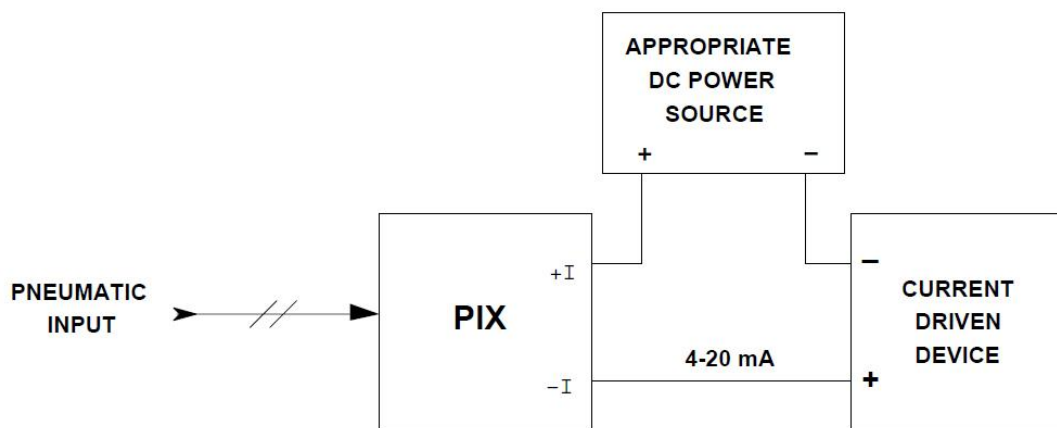 APPROPRIATE
DC POWER
SOURCE
+ −
PNEUMATIC
INPUT
PIX
+I
−I
4-20 mA
−
CURRENT
DRIVEN
DEVICE
+